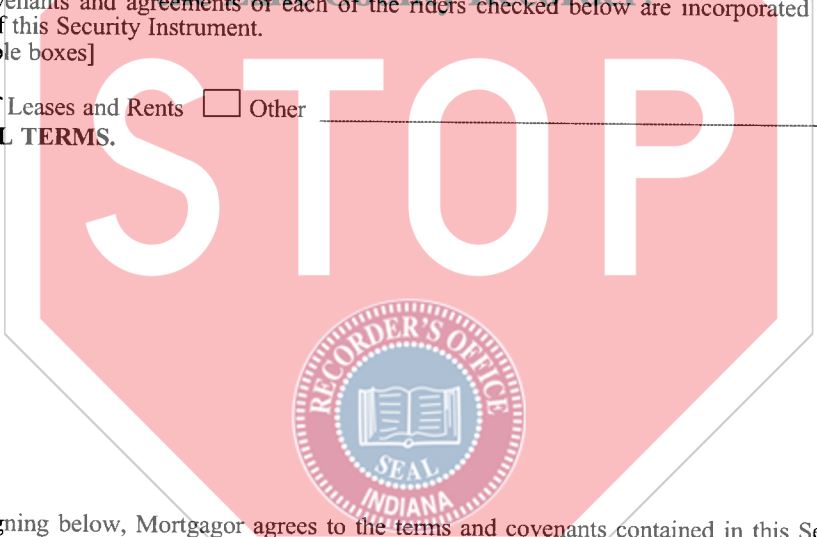 venants and agreements of each of the riders checked below are incorporated
f this Security Instrument.
ole boxes]
f Leases and Rents Other
L TERMS.
STOP
RECORDER'S OFFICE
SEAL
INDIANA
gning below, Mortgagor agrees to the terms and covenants contained in this Se